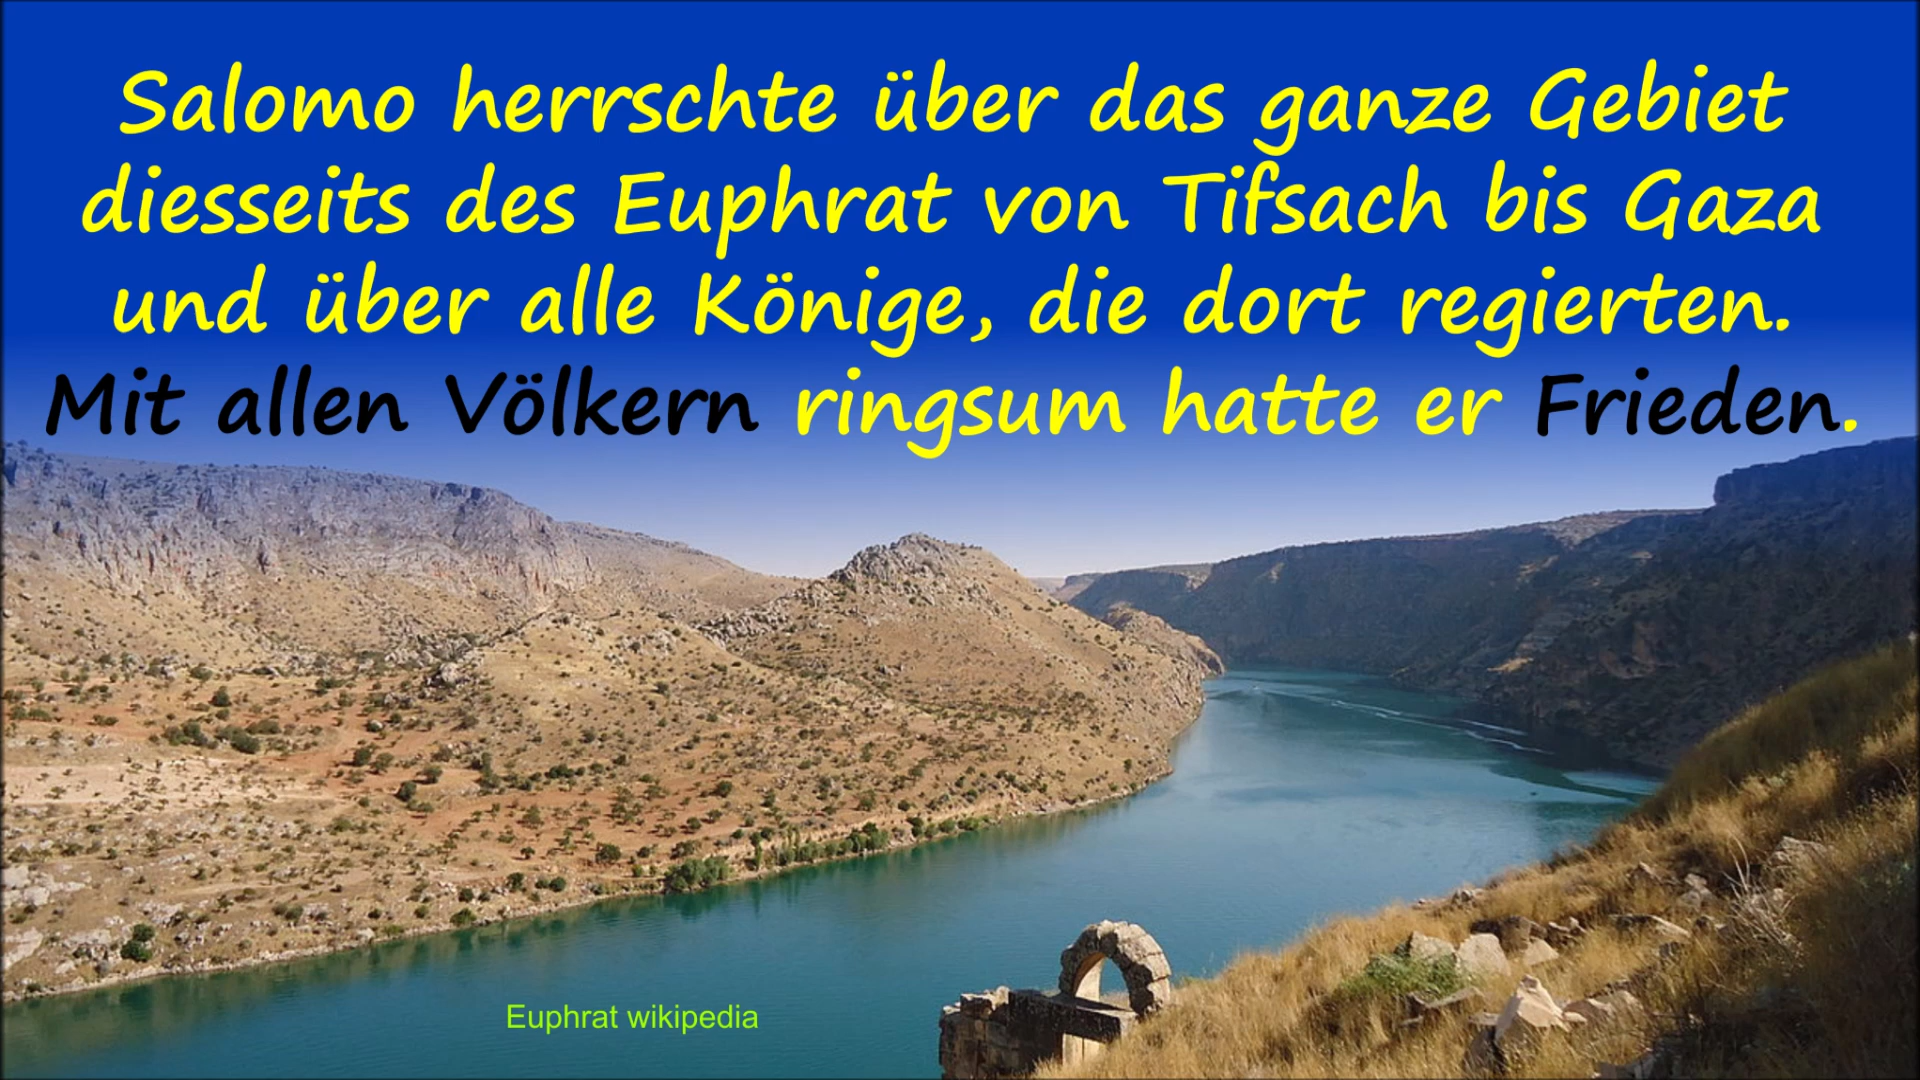 Salomo herrschte über das ganze Gebiet
diesseits des Euphrat von Tifsach bis Gaza
und über alle Könige, die dort regierten.
Mit allen Völkern ringsum hatte er Frieden.
Euphrat wikipedia